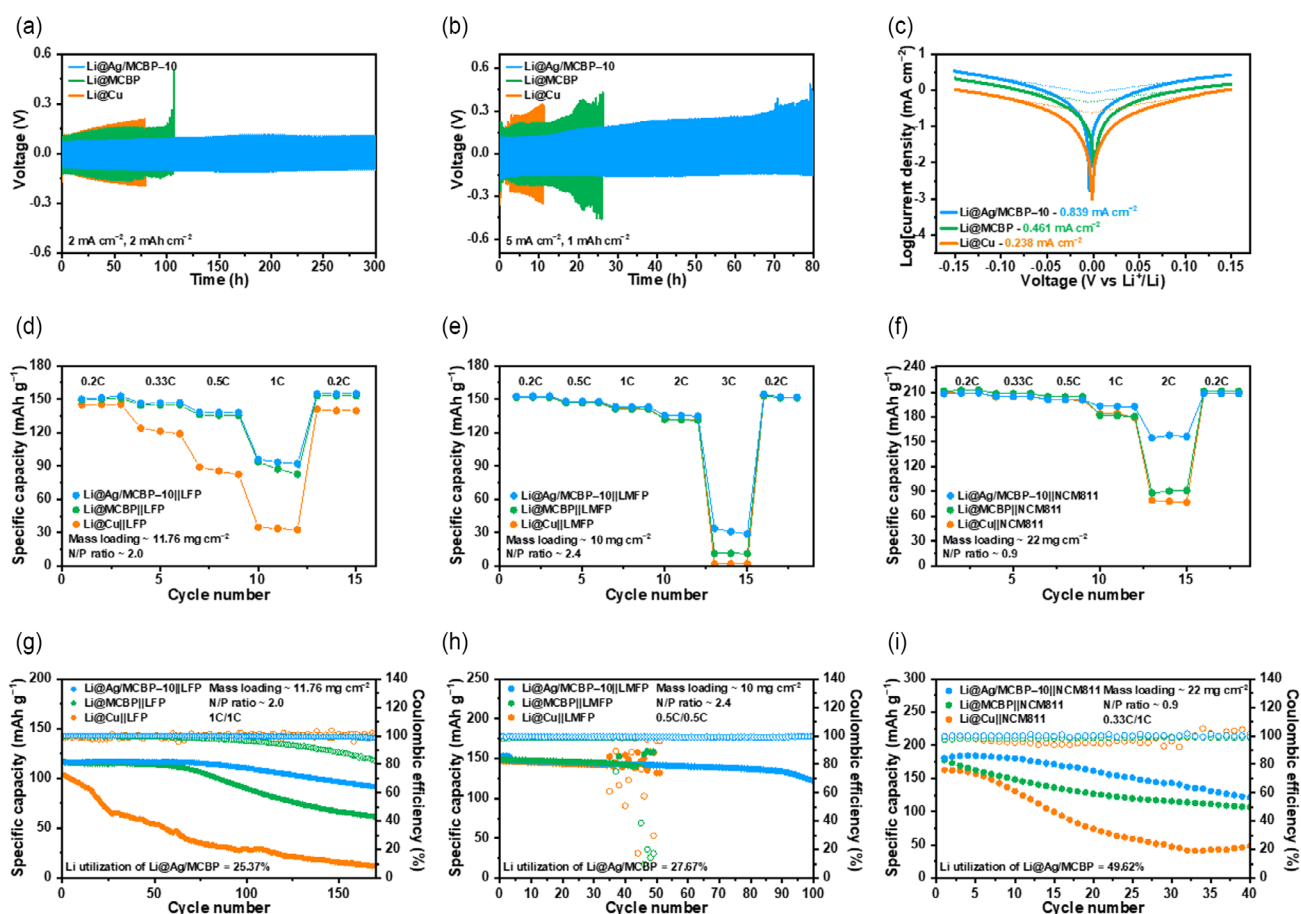 (a)
0.6
0.3
0.0
-0.3
-0.6
Voltage (V)
Li@Ag/MCBP–10
Li@MCBP
Li@Cu
2 mA cm⁻², 2 mAh cm⁻²
0 50 100 150 200 250 300
Time (h)
(b)
0.6
0.3
0.0
-0.3
-0.6
Voltage (V)
Li@Ag/MCBP–10
Li@MCBP
Li@Cu
5 mA cm⁻², 1 mAh cm⁻²
0 10 20 30 40 50 60 70 80
Time (h)
(c)
1
0
-1
-2
-3
-4
Log[current density (mA cm⁻²)
Li@Ag/MCBP–10 - 0.839 mA cm⁻²
Li@MCBP - 0.461 mA cm⁻²
Li@Cu - 0.238 mA cm⁻²
-0.15 -0.10 -0.05 0.00 0.05 0.10 0.15
Voltage (V vs Li⁺/Li)
(d)
180
150
120
90
60
30
0
Specific capacity (mAh g⁻¹)
0.2C 0.33C 0.5C 1C 0.2C
Li@Ag/MCBP–10||LFP
Li@MCBP||LFP
Li@Cu||LFP
Mass loading ~ 11.76 mg cm⁻²
N/P ratio ~ 2.0
0 5 10 15
Cycle number
(e)
180
150
120
90
60
30
0
Specific capacity (mAh g⁻¹)
0.2C 0.5C 1C 2C 3C 0.2C
Li@Ag/MCBP–10||LMFP
Li@MCBP||LMFP
Li@Cu||LMFP
Mass loading ~ 10 mg cm⁻²
N/P ratio ~ 2.4
0 5 10 15
Cycle number
(f)
240
210
180
150
120
90
60
30
0
Specific capacity (mAh g⁻¹)
0.2C 0.33C 0.5C 1C 2C 0.2C
Li@Ag/MCBP–10||NCM811
Li@MCBP||NCM811
Li@Cu||NCM811
Mass loading ~ 22 mg cm⁻²
N/P ratio ~ 0.9
5 10 15
Cycle number
(g)
200
150
100
50
0
Specific capacity (mAh g⁻¹)
Li@Ag/MCBP–10||LFP Mass loading ~ 11.76 mg cm⁻²
Li@MCBP||LFP N/P ratio ~ 2.0
Li@Cu||LFP 1C/1C
Li utilization of Li@Ag/MCBP = 25.37%
140
120
100
80
60
40
20
0
Coulombic efficiency (%)
0 50 100 150
Cycle number
(h)
250
200
150
100
50
0
Specific capacity (mAh g⁻¹)
Li@Ag/MCBP–10||LMFP Mass loading ~ 10 mg cm⁻²
Li@MCBP||LMFP N/P ratio ~ 2.4
Li@Cu||LMFP 0.5C/0.5C
Li utilization of Li@Ag/MCBP = 27.67%
140
120
100
80
60
40
20
0
Coulombic efficiency (%)
0 10 20 30 40 50 60 70 80 90 100
Cycle number
(i)
300
250
200
150
100
50
0
Specific capacity (mAh g⁻¹)
Li@Ag/MCBP–10||NCM811 Mass loading ~ 22 mg cm⁻²
Li@MCBP||NCM811 N/P ratio ~ 0.9
Li@Cu||NCM811 0.33C/1C
Li utilization of Li@Ag/MCBP = 49.62%
140
120
100
80
60
40
20
0
Coulombic efficiency (%)
0 5 10 15 20 25 30 35 40
Cycle number